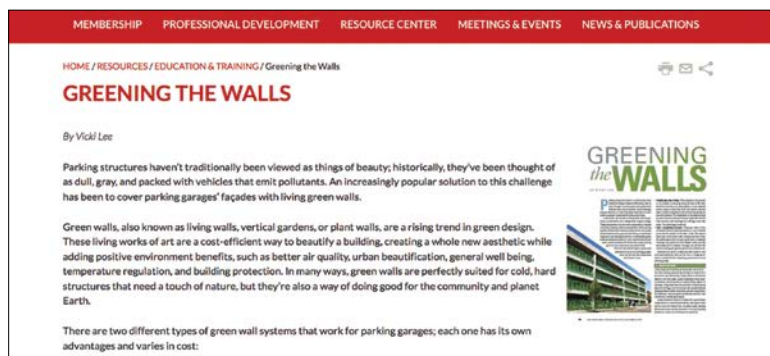 MEMBERSHIP PROFESSIONAL DEVELOPMENT RESOURCE CENTER MEETINGS & EVENTS NEWS & PUBLICATIONS
HOME / RESOURCES / EDUCATION & TRAINING / Greening the Walls
GREENING THE WALLS
By Vicki Lee
Parking structures haven't traditionally been viewed as things of beauty; historically, they've been thought of
as dull, gray, and packed with vehicles that emit pollutants. An increasingly popular solution to this challenge
has been to cover parking garages' façades with living green walls.
Green walls, also known as living walls, vertical gardens, or plant walls, are a rising trend in green design.
These living works of art are a cost-efficient way to beautify a building, creating a whole new aesthetic while
adding positive environment benefits, such as better air quality, urban beautification, general well being,
temperature regulation, and building protection. In many ways, green walls are perfectly suited for cold, hard
structures that need a touch of nature, but they're also a way of doing good for the community and planet
Earth.
There are two different types of green wall systems that work for parking garages; each one has its own
advantages and varies in cost:
GREENING
the WALLS